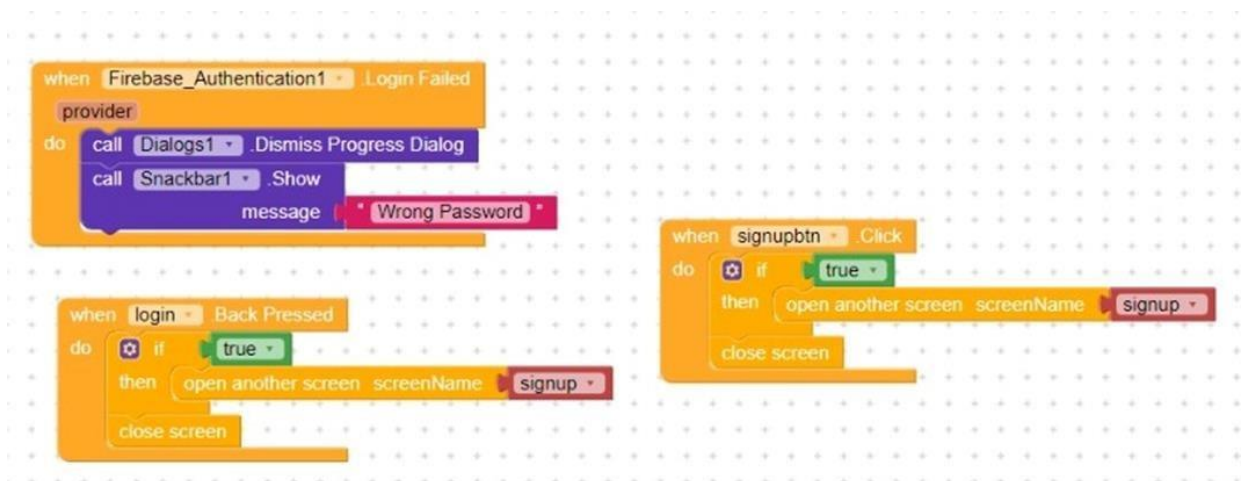 when Firebase_Authentication1 .Login Failed
provider
do call Dialogs1 .Dismiss Progress Dialog
call Snackbar1 .Show
message " Wrong Password "
when login .Back Pressed
do if true
then open another screen screenName signup
close screen
when signupbtn .Click
do if true
then open another screen screenName signup
close screen